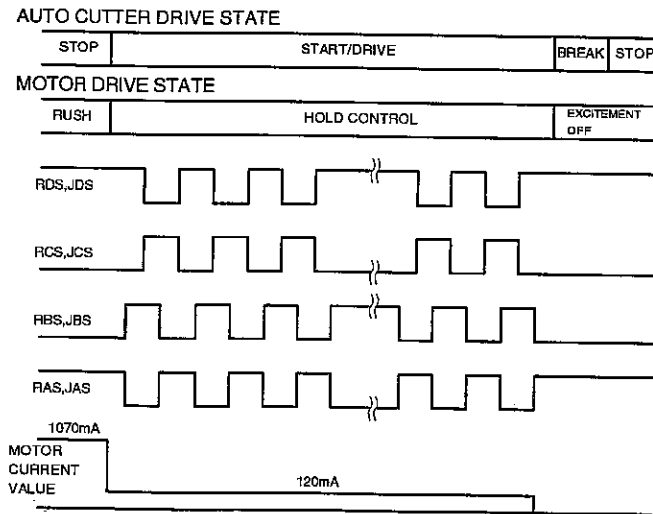 AUTO CUTTER DRIVE STATE
STOP START/DRIVE BREAK STOP
MOTOR DRIVE STATE
RUSH HOLD CONTROL EXCITEMENT
OFF
RDS,JDS
RCS,JCS
RBS,JBS
RAS,JAS
1070mA
MOTOR
CURRENT
VALUE
120mA